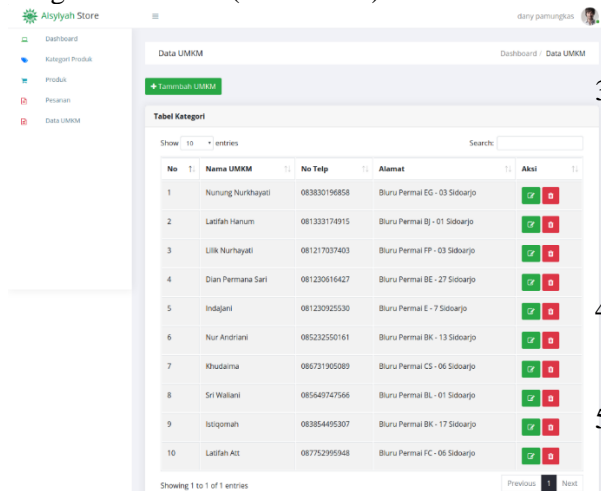 Aisyiyah Store
dany pamungkas
Dashboard
Kategori Produk
Produk
Pesanan
Data UMKM
Data UMKM
Dashboard / Data UMKM
+ Tammbah UMKM
3
Tabel Kategori
Show 10 entries
Search:
No Nama UMKM No Telp Alamat Aksi
1 Nunung Nurkhayati 083830196858 Bluru Permai EG - 03 Sidoarjo
2 Latifah Hanum 081333174915 Bluru Permai BJ - 01 Sidoarjo
3 Lilik Nurhayati 081217037403 Bluru Permai FP - 03 Sidoarjo
4 Dian Permana Sari 081230616427 Bluru Permai BE - 27 Sidoarjo
5 Indajani 081230925530 Bluru Permai E - 7 Sidoarjo
4
6 Nur Andriani 085232550161 Bluru Permai BK - 13 Sidoarjo
7 Khudaima 086731905089 Bluru Permai CS - 06 Sidoarjo
8 Sri Waliani 085649747566 Bluru Permai BL - 01 Sidoarjo
9 Istiqomah 083854495307 Bluru Permai BK - 17 Sidoarjo
5
10 Latifah Att 087752995948 Bluru Permai FC - 06 Sidoarjo
Showing 1 to 1 of 1 entries
Previous 1 Next